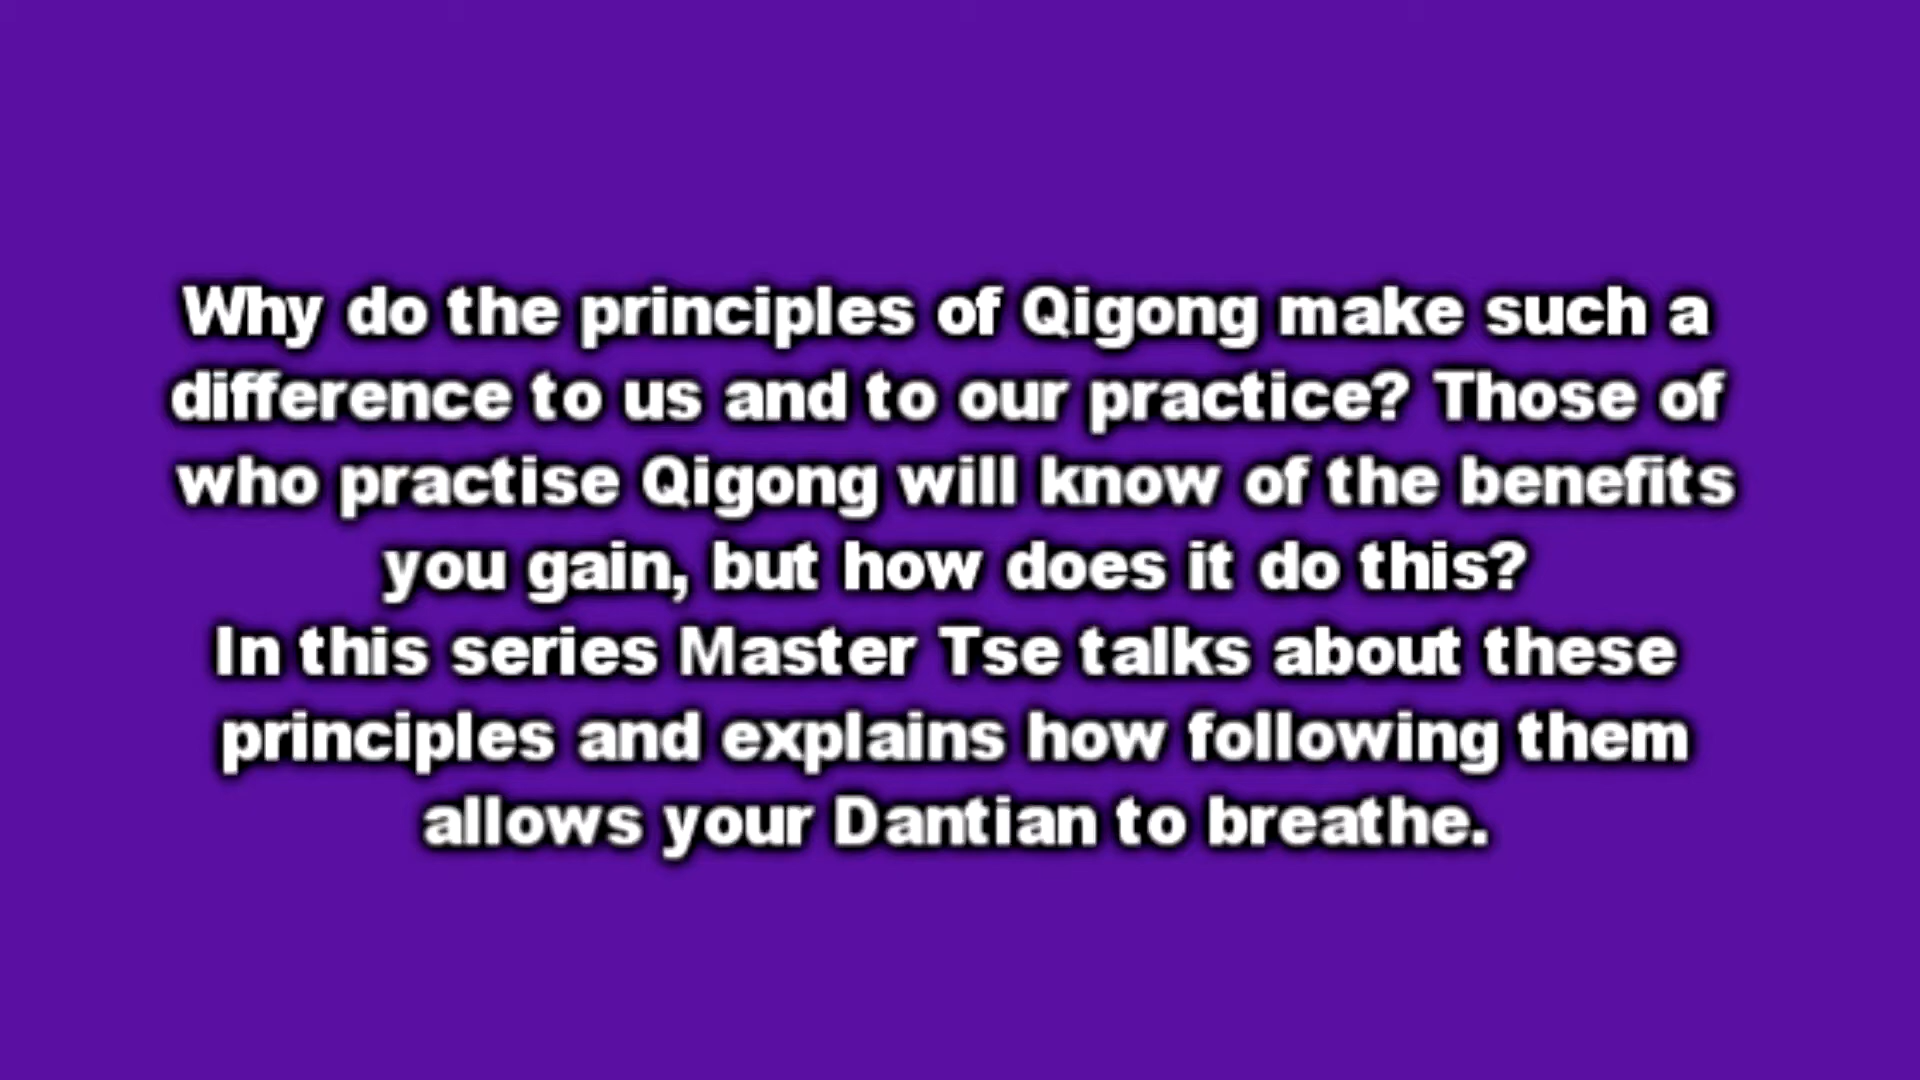 Why do the principles of Qigong make such a
difference to us and to our practice? Those of
who practise Qigong will know of the benefits
you gain, but how does it do this?
In this series Master Tse talks about these
principles and explains how following them
allows your Dantian to breathe.